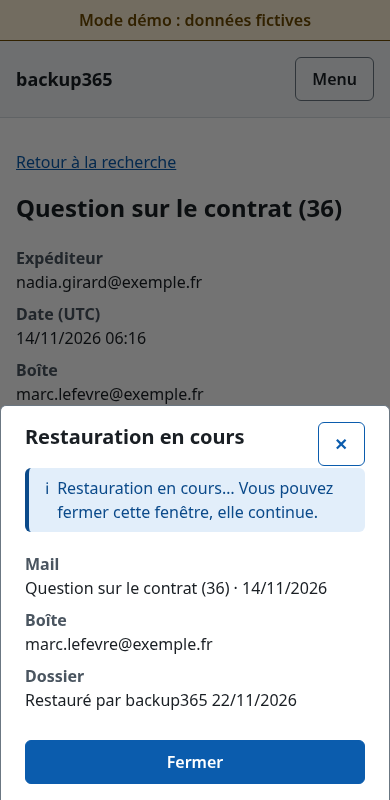 Mode démo : données fictives
backup365
Menu
Retour à la recherche
Question sur le contrat (36)
Expéditeur
nadia.girard@exemple.fr
Date (UTC)
14/11/2026 06:16
Boîte
marc.lefevre@exemple.fr
Restauration en cours
×
i Restauration en cours... Vous pouvez
fermer cette fenêtre, elle continue.
Mail
Question sur le contrat (36) · 14/11/2026
Boîte
marc.lefevre@exemple.fr
Dossier
Restauré par backup365 22/11/2026
Fermer